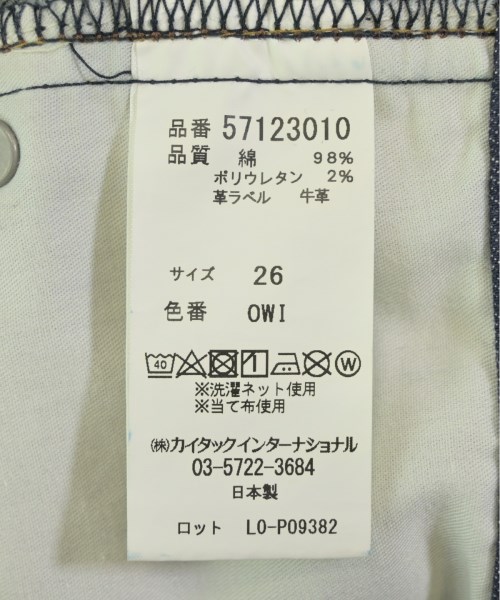 品番 57123010
品質 綿 98%
ポリウレタン 2%
革ラベル 牛革
サイズ 26
色番 OWI
40 W
※洗濯ネット使用
※当て布使用
㈱カイタックインターナショナル
03-5722-3684
日本製
ロット LO-P09382